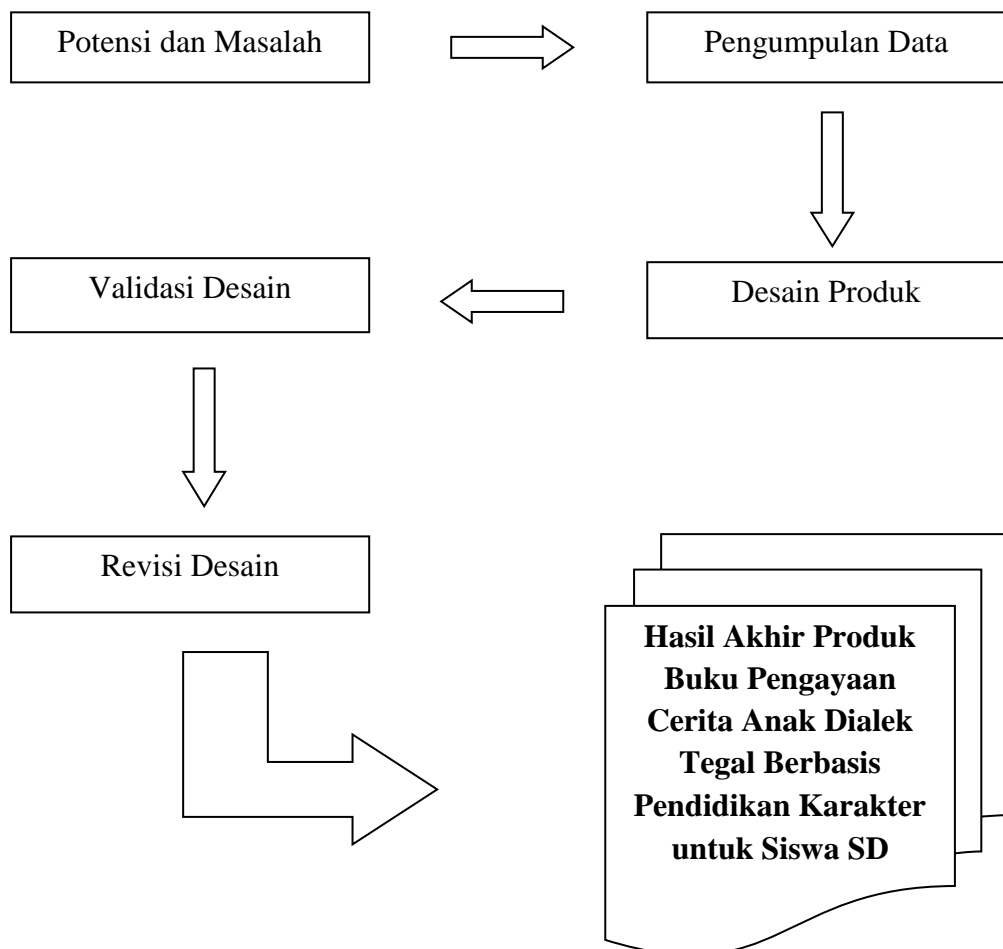 Potensi dan Masalah
Pengumpulan Data
Validasi Desain
Desain Produk
Revisi Desain
Hasil Akhir Produk
Buku Pengayaan
Cerita Anak Dialek
Tegal Berbasis
Pendidikan Karakter
untuk Siswa SD